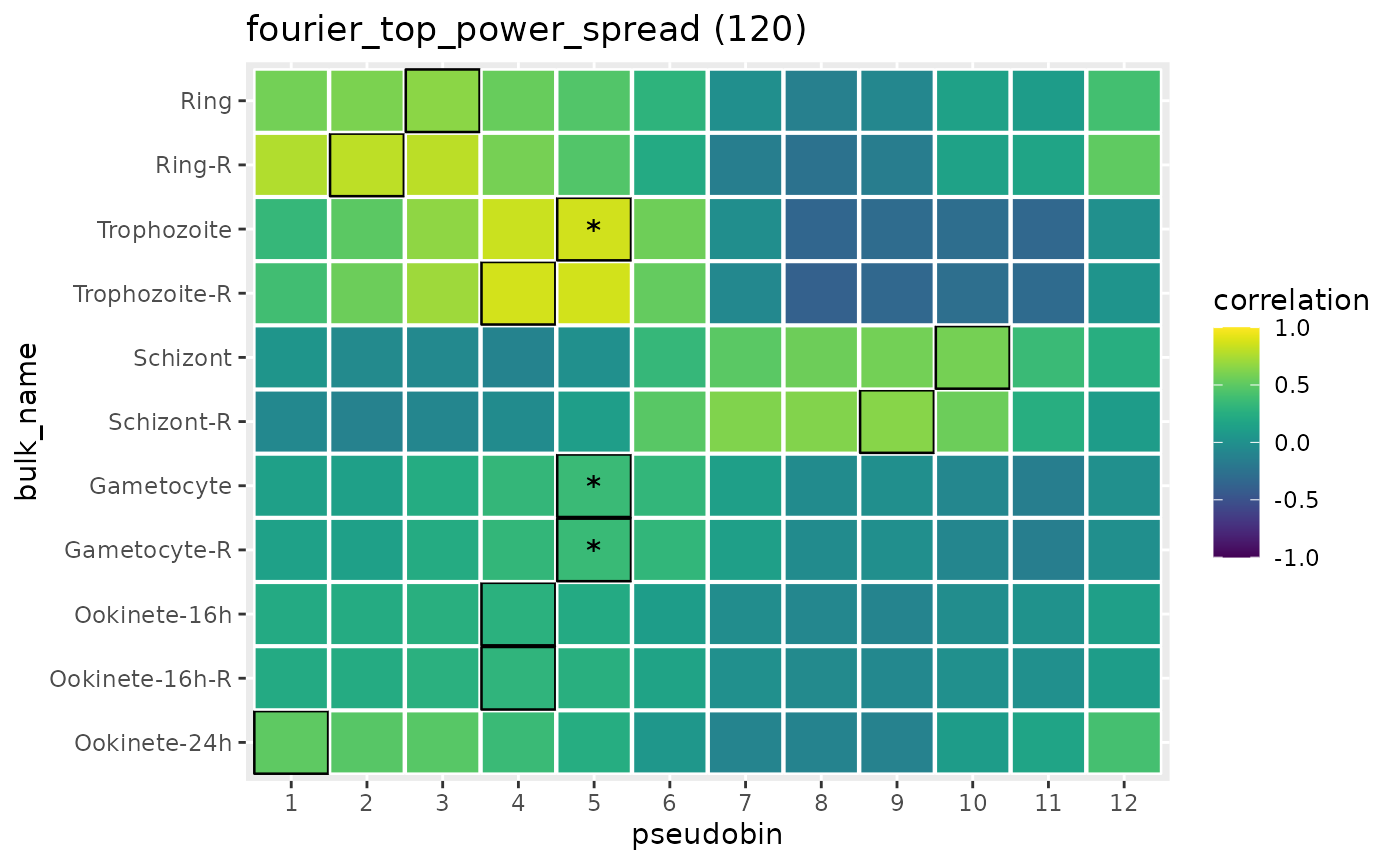 fourier_top_power_spread (120)
Ring
Ring-R
Trophozoite
*
Trophozoite-R
Schizont
Schizont-R
Gametocyte
*
Gametocyte-R
*
Ookinete-16h
Ookinete-16h-R
Ookinete-24h
bulk_name
1 2 3 4 5 6 7 8 9 10 11 12
pseudobin
correlation
1.0
0.5
0.0
-0.5
-1.0